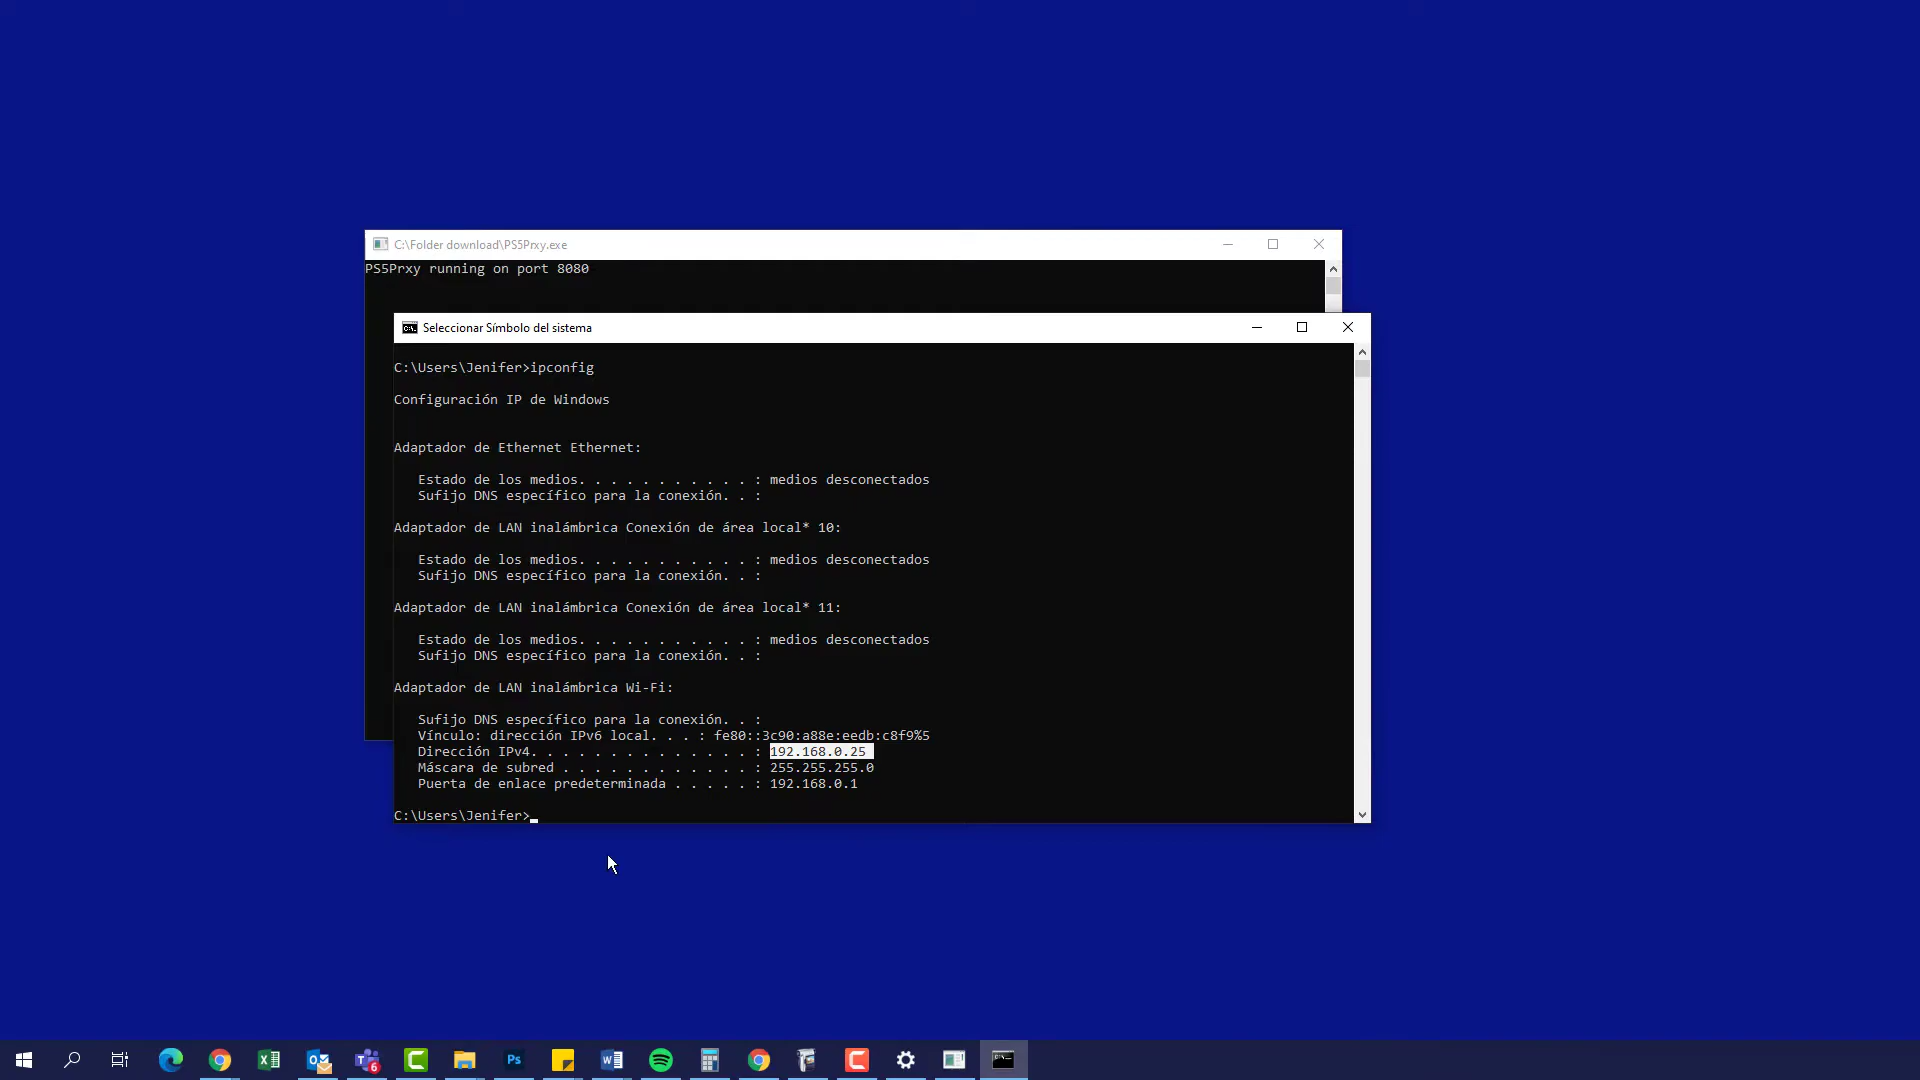 C:\Folder download\PS5Prxy.exe
PS5Prxy running on port 8080
Seleccionar Símbolo del sistema
C:\Users\Jenifer>ipconfig
Configuración IP de Windows
Adaptador de Ethernet Ethernet:
Estado de los medios. . . . . . . . . . . : medios desconectados
Sufijo DNS específico para la conexión. . :
Adaptador de LAN inalámbrica Conexión de área local* 10:
Estado de los medios. . . . . . . . . . . : medios desconectados
Sufijo DNS específico para la conexión. . :
Adaptador de LAN inalámbrica Conexión de área local* 11:
Estado de los medios. . . . . . . . . . . : medios desconectados
Sufijo DNS específico para la conexión. . :
Adaptador de LAN inalámbrica Wi-Fi:
Sufijo DNS específico para la conexión. . :
Vínculo: dirección IPv6 local. . . : fe80::3c90:a88e:eedb:c8f9%5
Dirección IPv4. . . . . . . . . . . . . . : 192.168.0.25
Máscara de subred . . . . . . . . . . . . : 255.255.255.0
Puerta de enlace predeterminada . . . . . : 192.168.0.1
C:\Users\Jenifer>